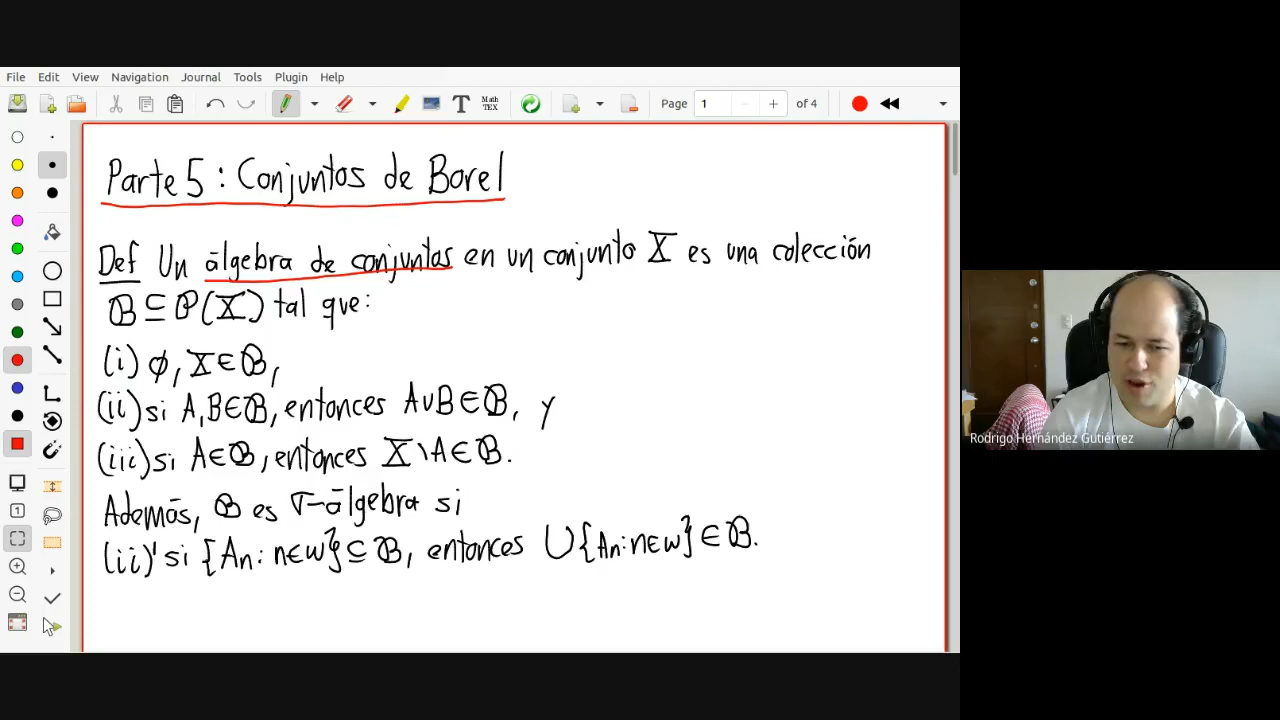 File Edit View Navigation Journal Tools Plugin Help
T Math TEX Page 1 of 4
Parte 5 : Conjuntos de Borel
Def Un álgebra de conjuntos en un conjunto X es una colección
𝔹 ⊆ 𝒫(X) tal que:
(i) ∅, X ∈ 𝔹,
(ii) si A, B ∈ 𝔹, entonces A ∪ B ∈ 𝔹, y
(iii) si A ∈ 𝔹, entonces X \ A ∈ 𝔹.
Además, 𝔹 es σ-álgebra si
(ii)' si {An : n ∈ ω} ⊆ 𝔹, entonces ∪{An : n ∈ ω} ∈ 𝔹.
Rodrigo Hernández Gutiérrez